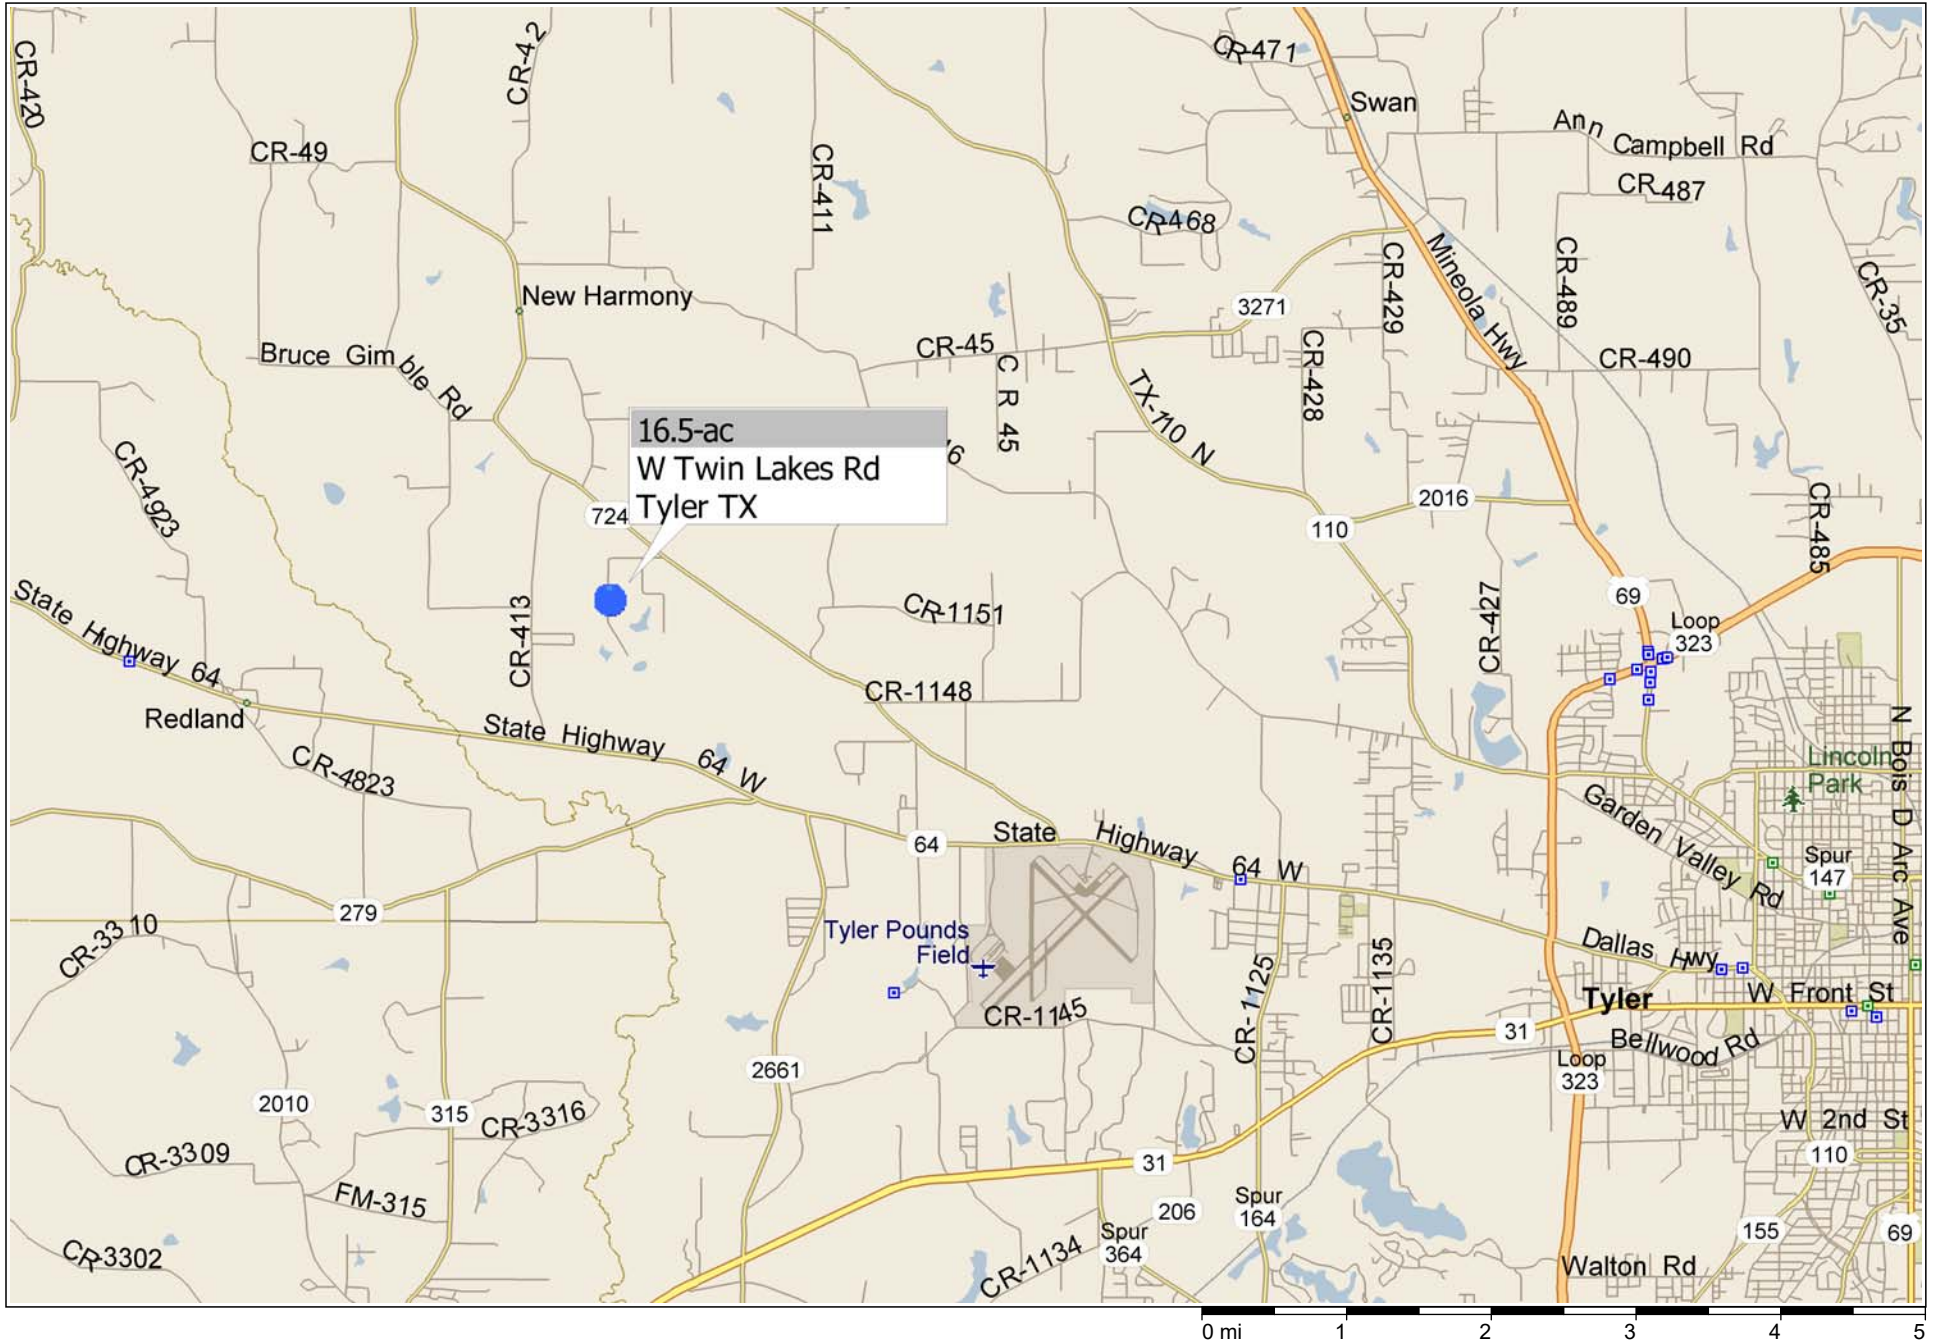 CR-420
CR-4 2
CR-471
Swan
Ann Campbell Rd
CR-49
CR-411
CR-487
CR-468
Mineola Hwy
CR-429
CR-489
CR-35
New Harmony
3271
CR-45
CR-428
CR-490
Bruce Gimble Rd
C R 45
TX-110 N
16.5-ac
W Twin Lakes Rd
Tyler TX
6
CR-4923
724
2016
110
CR-485
State Highway 64
CR-413
CR-1151
CR-427
69
Loop
323
CR-1148
Redland
State Highway 64 W
CR-4823
N Bois D Arc Ave
Lincoln
Park
Garden Valley Rd
64
State Highway 64 W
Spur
147
279
CR-3310
Tyler Pounds
Field
CR-1125
CR-1135
Dallas Hwy
Tyler
W Front St
CR-1145
31
Bellwood Rd
Loop
323
2661
2010
315
CR-3316
W 2nd St
CR-3309
31
110
FM-315
206
Spur
164
155
69
CR-3302
CR-1134
Spur
364
Walton Rd
0 mi 1 2 3 4 5